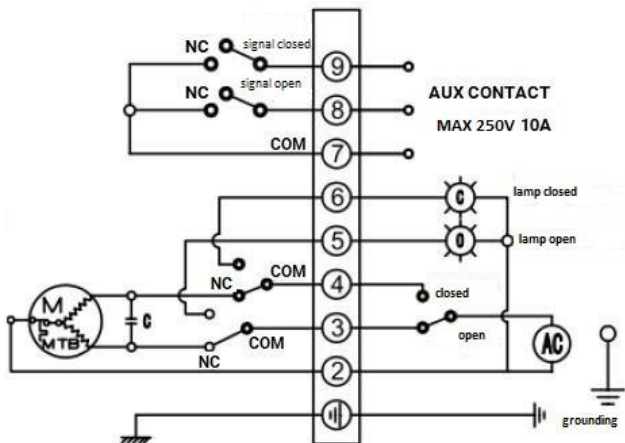 NC signal closed 9
NC signal open 8 AUX CONTACT
MAX 250V 10A
COM 7
6 C lamp closed
5 O lamp open
NC COM 4 closed
M C
MTB COM 3 open AC
NC 2
grounding